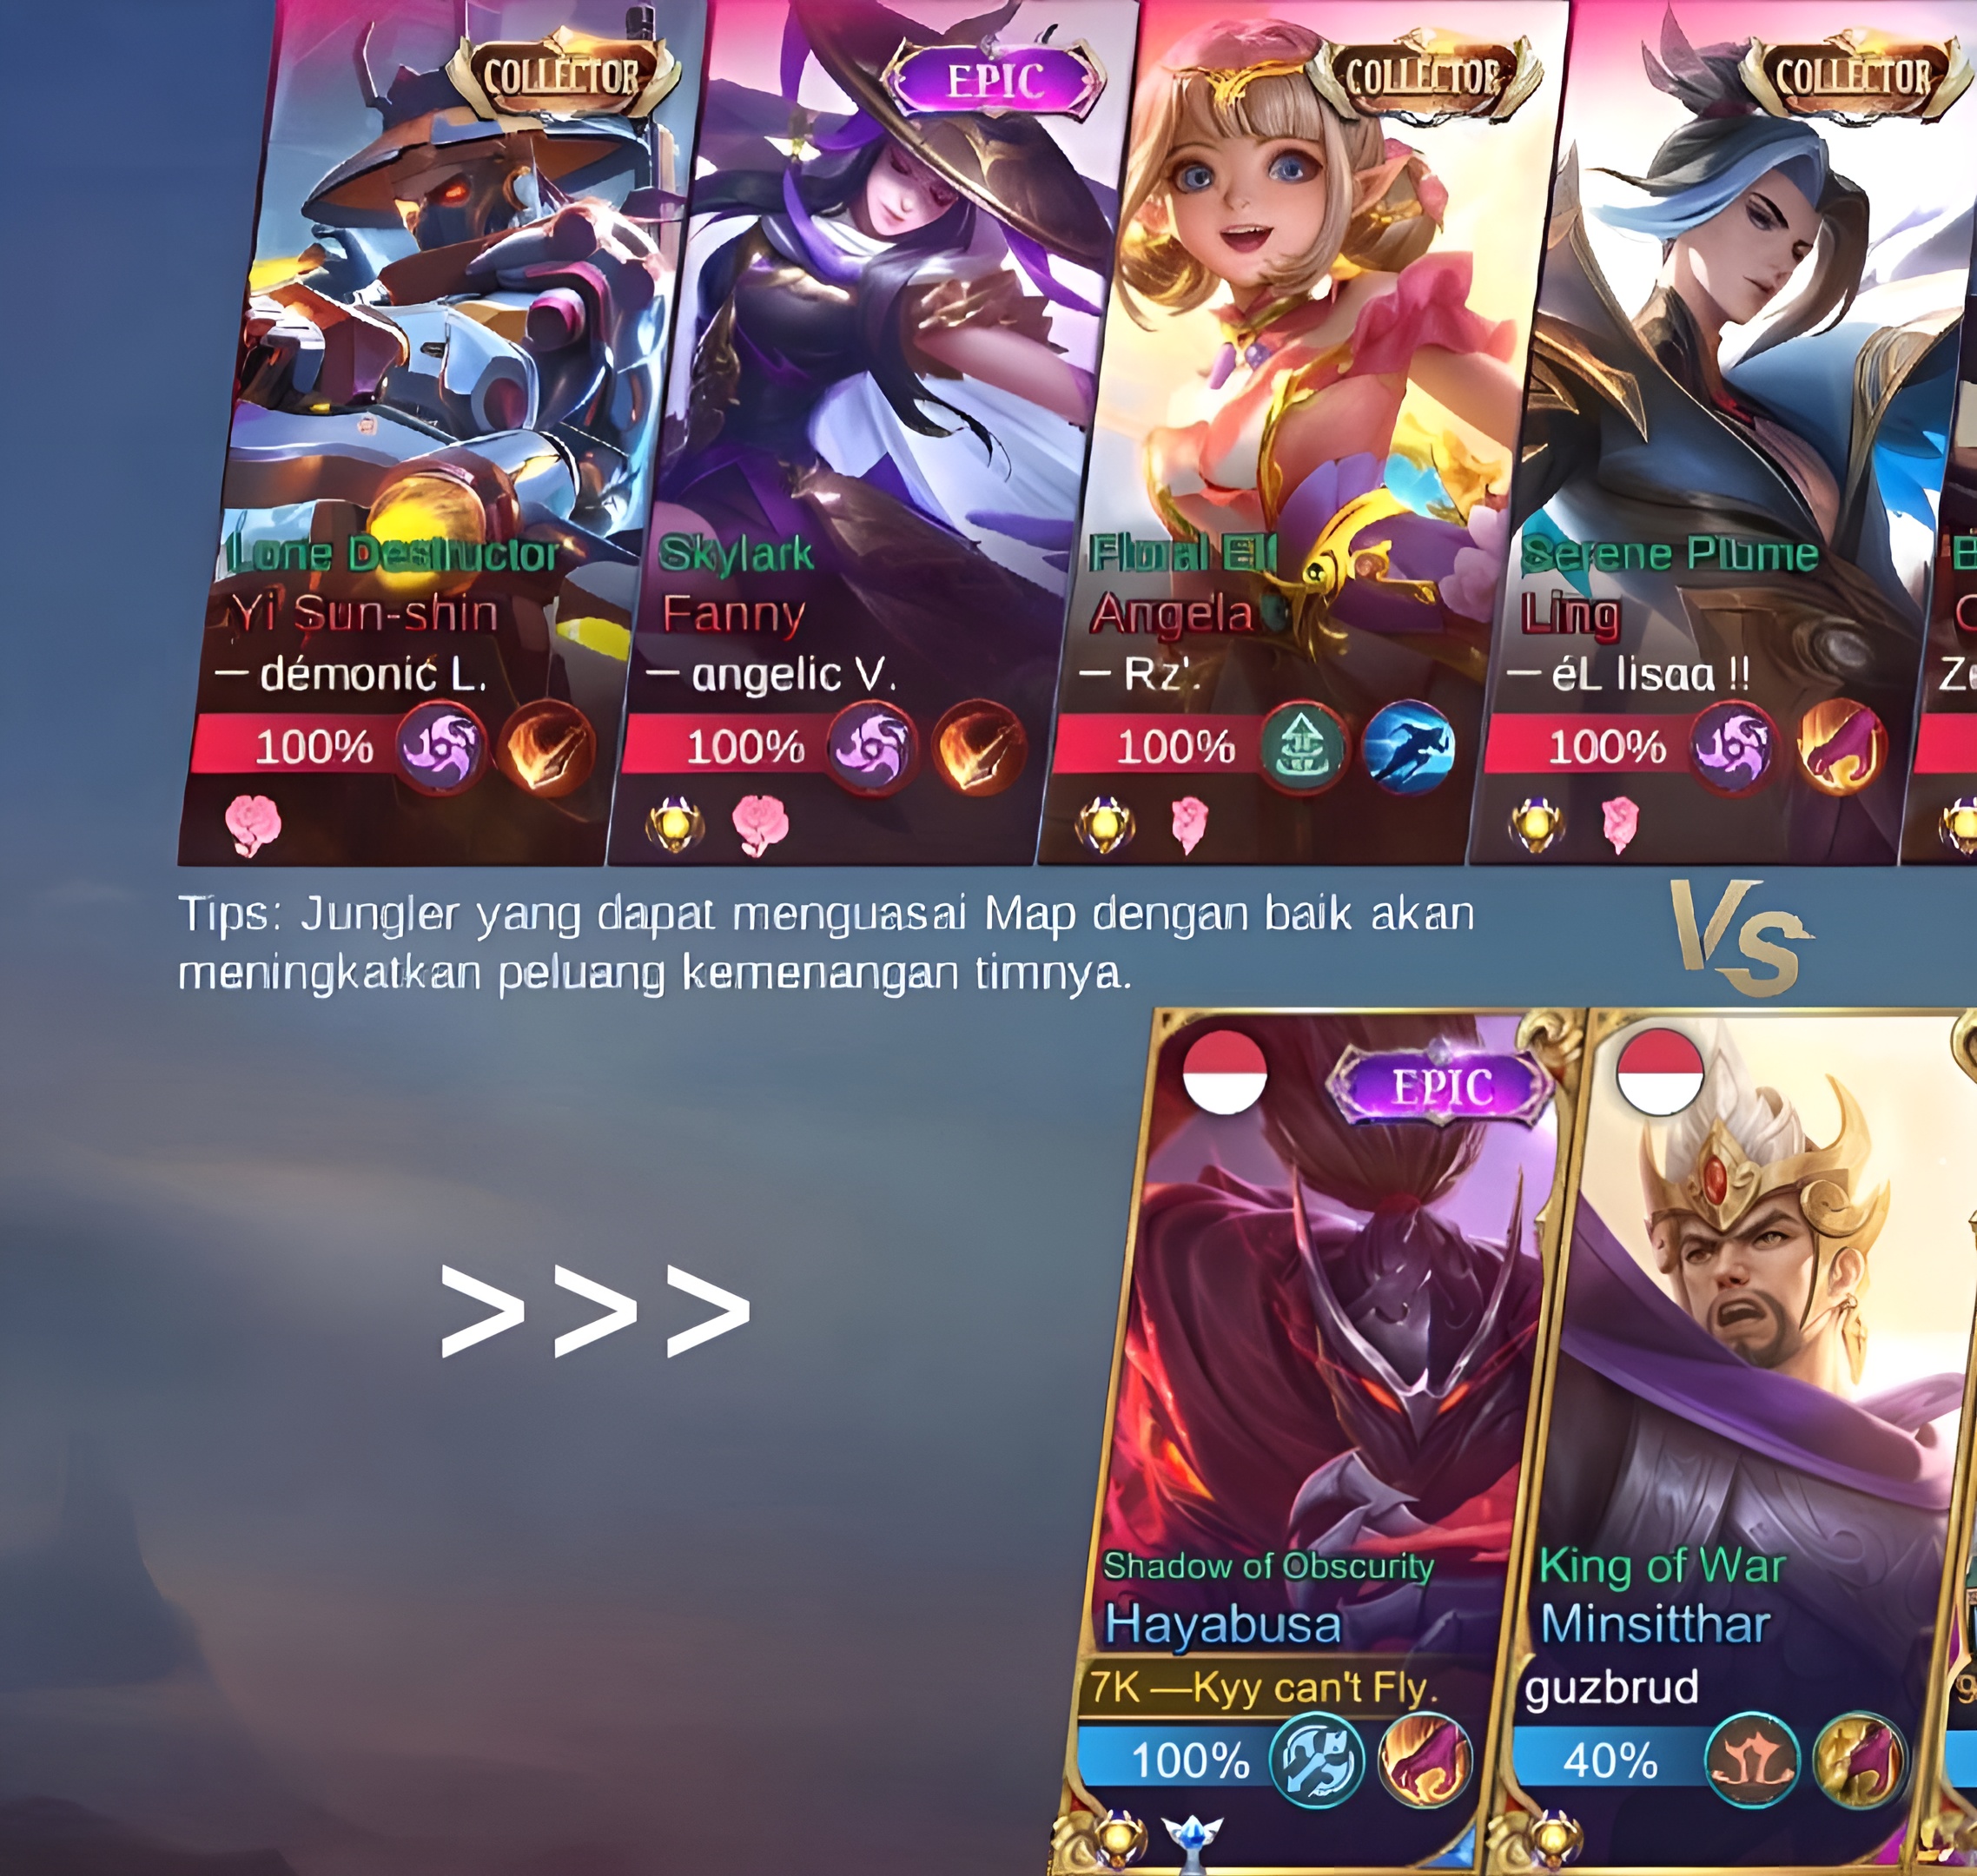 COLLECTOR EPIC COLLECTOR COLLECTOR
Lone Destructor Skylark Floral Elf Serene Plume
Yi Sun-shin Fanny Angela Ling
— démonić L. — angelic V. — Rz'. — éL lisaa !!
100% 100% 100% 100%
Tips: Jungler yang dapat menguasai Map dengan baik akan
meningkatkan peluang kemenangan timnya.
VS
EPIC
>>>
Shadow of Obscurity King of War
Hayabusa Minsitthar
7K —Kyy can't Fly. guzbrud
100% 40%